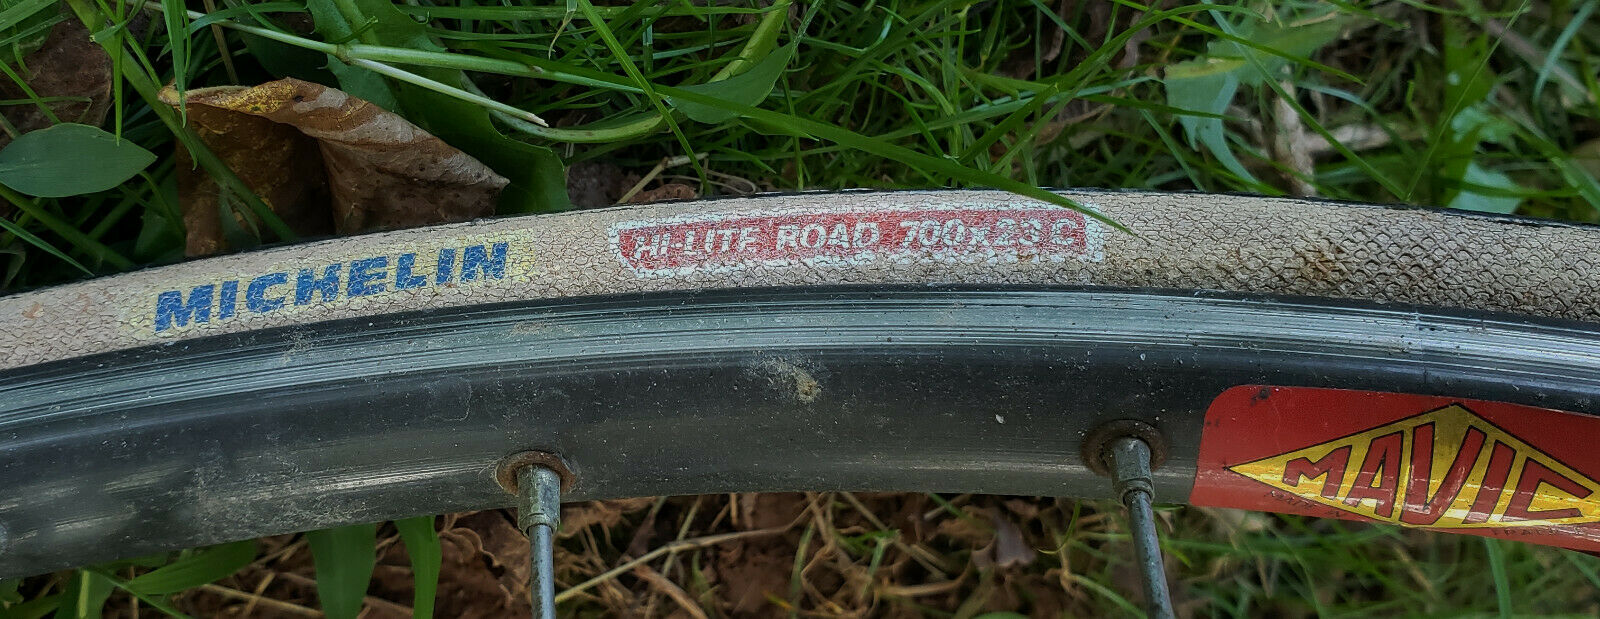 MICHELIN
HI-LITE ROAD 700x23 C
MAVIC